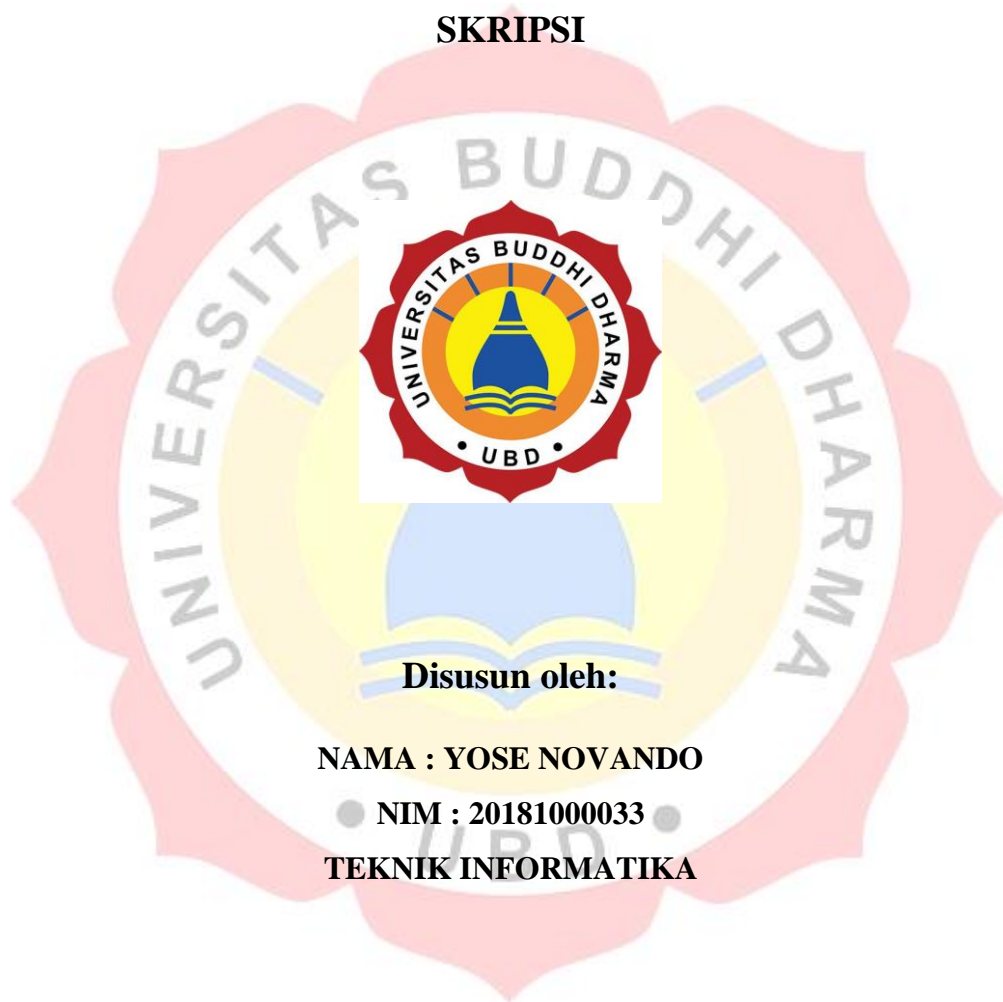 SKRIPSI
UNIVERSITAS BUDDHI DHARMA
• UBD •
UNIVERSITAS BUDDHI DHARMA
• UBD •
Disusun oleh:
NAMA : YOSE NOVANDO
NIM : 20181000033
TEKNIK INFORMATIKA